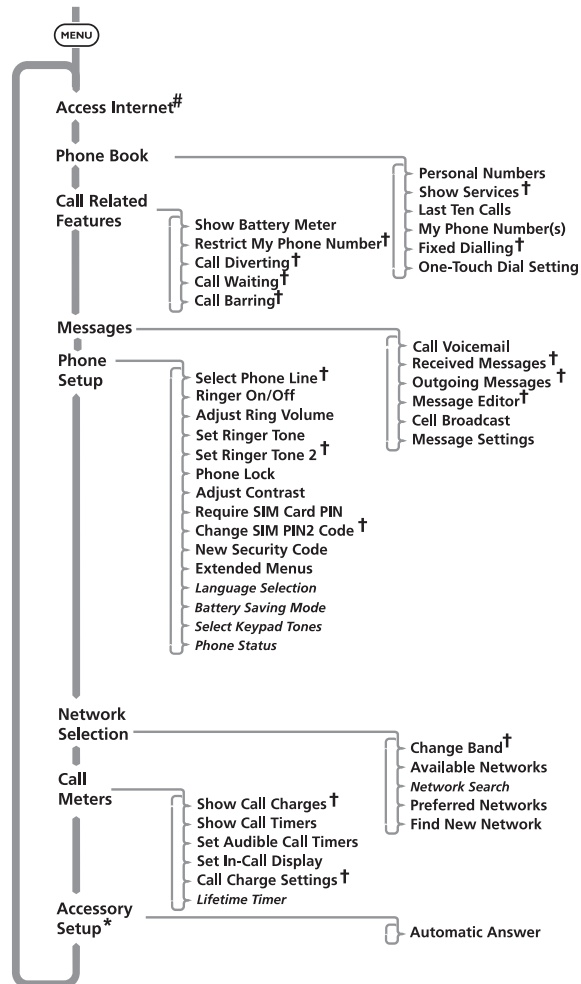 MENU
Access Internet#
Phone Book
Personal Numbers
Show Services†
Last Ten Calls
My Phone Number(s)
Fixed Dialling†
One-Touch Dial Setting
Call Related
Features
Show Battery Meter
Restrict My Phone Number†
Call Diverting†
Call Waiting†
Call Barring†
Messages
Call Voicemail
Received Messages†
Outgoing Messages†
Message Editor†
Cell Broadcast
Message Settings
Phone
Setup
Select Phone Line†
Ringer On/Off
Adjust Ring Volume
Set Ringer Tone
Set Ringer Tone 2†
Phone Lock
Adjust Contrast
Require SIM Card PIN
Change SIM PIN2 Code†
New Security Code
Extended Menus
Language Selection
Battery Saving Mode
Select Keypad Tones
Phone Status
Network
Selection
Change Band†
Available Networks
Network Search
Preferred Networks
Find New Network
Call
Meters
Show Call Charges†
Show Call Timers
Set Audible Call Timers
Set In-Call Display
Call Charge Settings†
Lifetime Timer
Accessory
Setup*
Automatic Answer